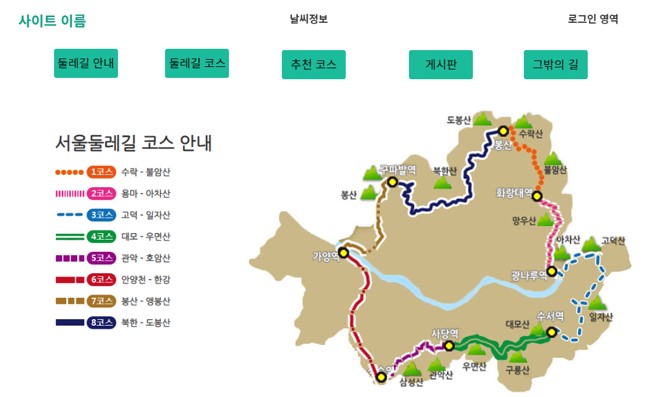 사이트 이름
날씨정보
로그인 영역
둘레길 안내
둘레길 코스
추천 코스
게시판
그밖의 길
서울둘레길 코스 안내
1코스 수락 - 불암산
2코스 용마 - 아차산
3코스 고덕 - 일자산
4코스 대모 - 우면산
5코스 관악 - 호암산
6코스 안양천 - 한강
7코스 봉산 - 앵봉산
8코스 북한 - 도봉산
도봉산
수락산
봉산
불암산
구파발역
북한산
봉산
화랑대역
망우산
아차산
고덕산
가양역
광나루역
일자산
수서역
대모산
사당역
우면산
구룡산
삼성산
관악산